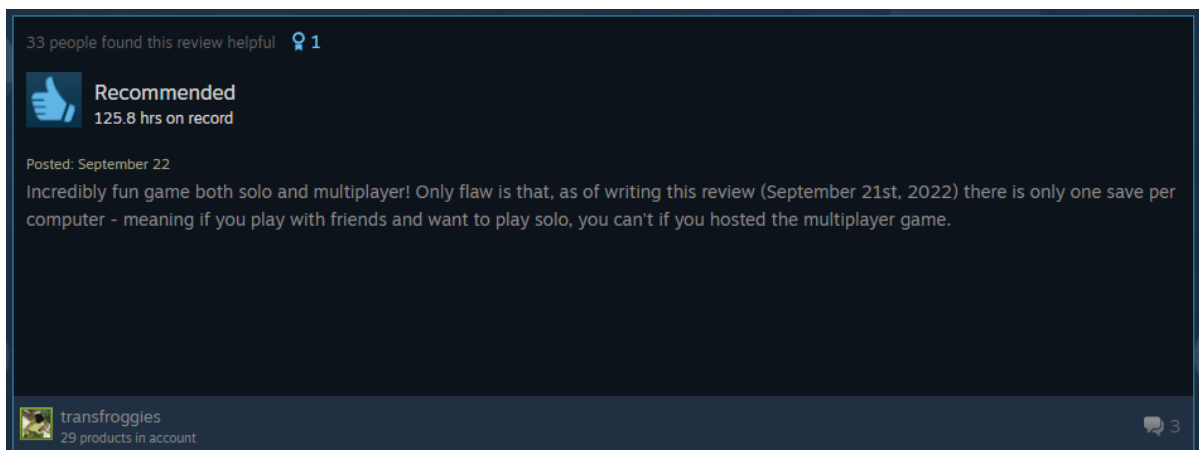 33 people found this review helpful 1
Recommended
125.8 hrs on record
Posted: September 22
Incredibly fun game both solo and multiplayer! Only flaw is that, as of writing this review (September 21st, 2022) there is only one save per
computer - meaning if you play with friends and want to play solo, you can't if you hosted the multiplayer game.
transfroggies
3
29 products in account